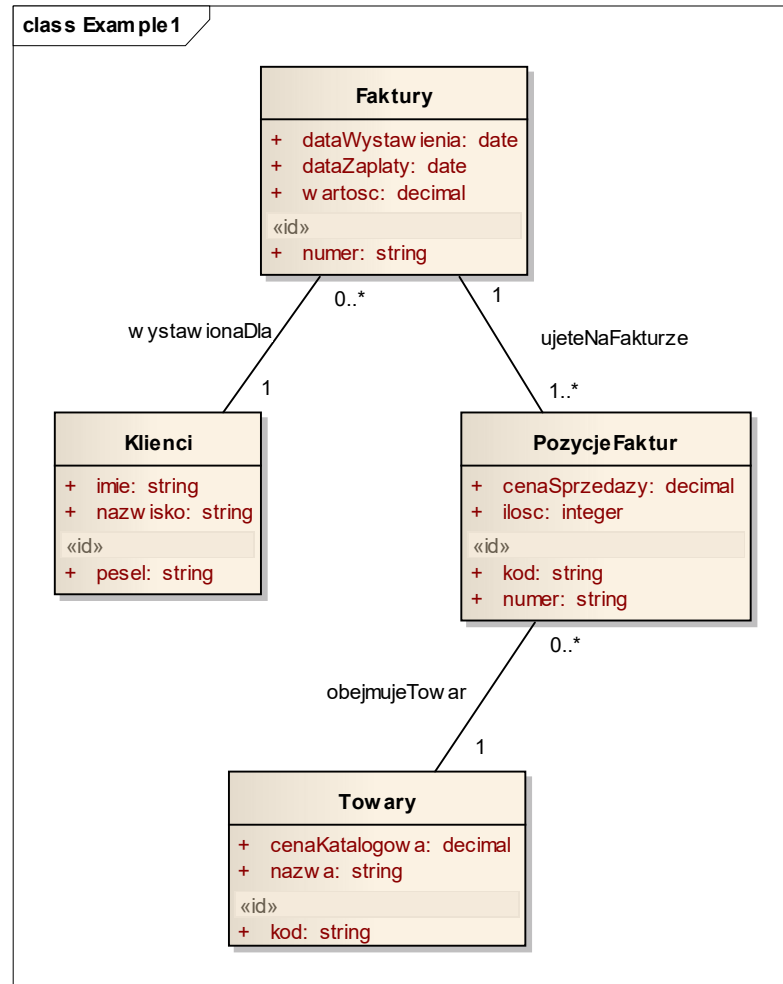 class Example1
Faktury
+ dataWystawienia: date
+ dataZaplaty: date
+ wartosc: decimal
«id»
+ numer: string
0..*
1
wystawionaDla
ujeteNaFakturze
1
1..*
Klienci
+ imie: string
+ nazwisko: string
«id»
+ pesel: string
PozycjeFaktur
+ cenaSprzedazy: decimal
+ ilosc: integer
«id»
+ kod: string
+ numer: string
0..*
obejmujeTowar
1
Towary
+ cenaKatalogowa: decimal
+ nazwa: string
«id»
+ kod: string